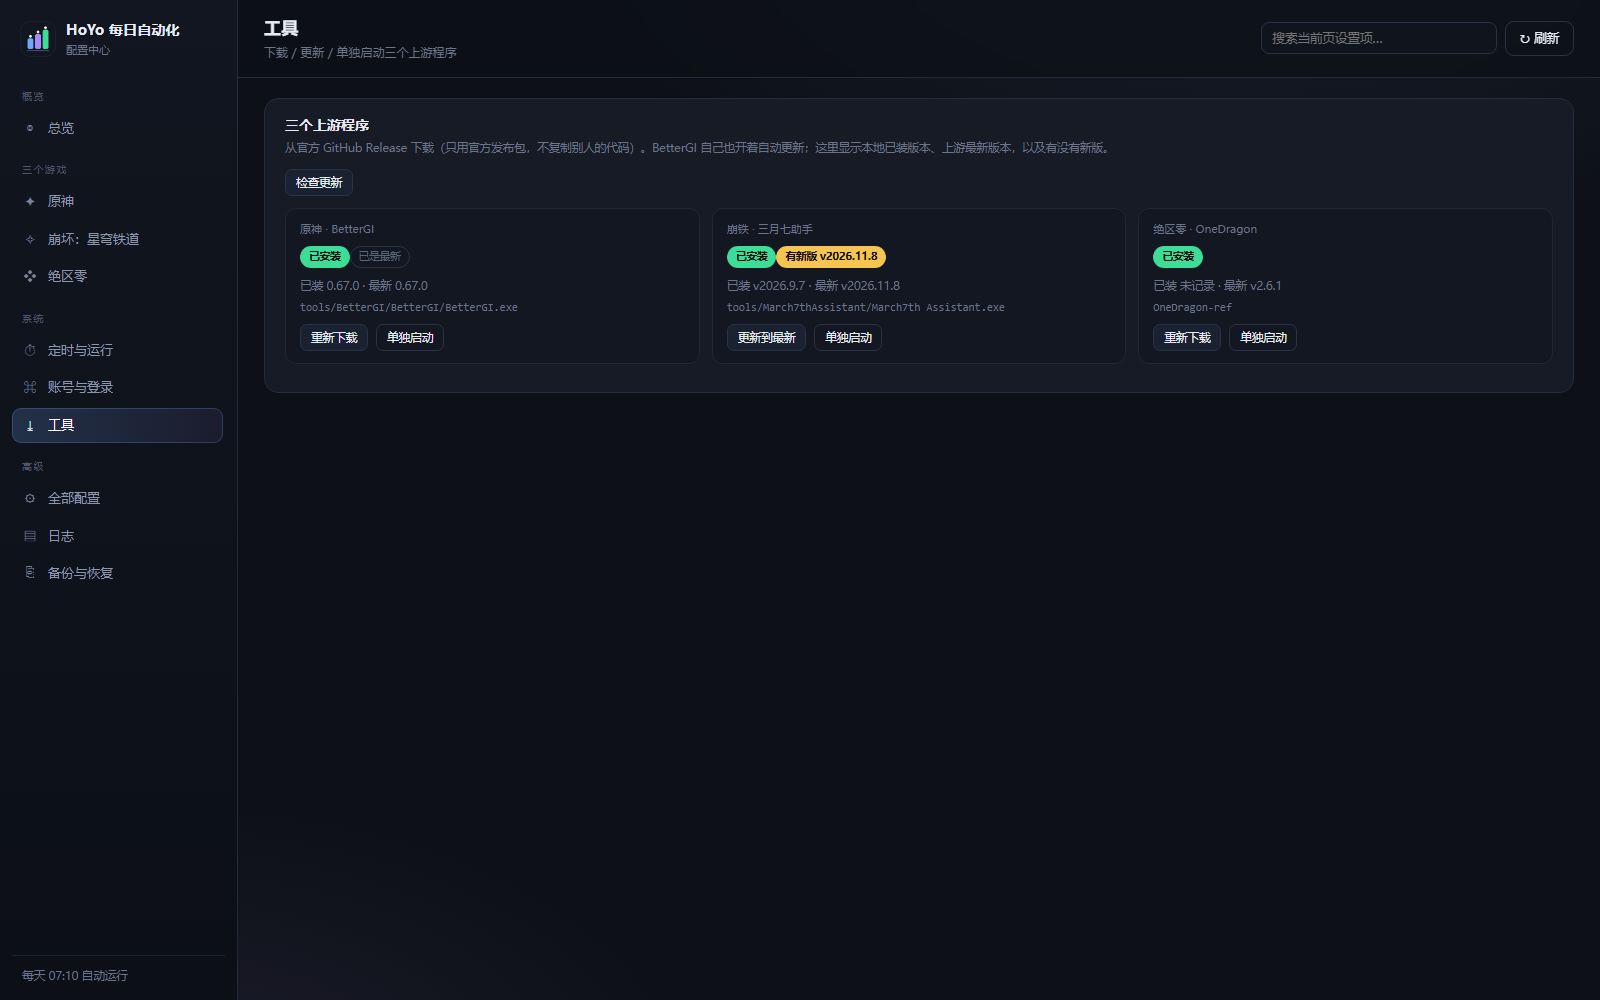 HoYo 每日自动化
配置中心
概览
总览
三个游戏
原神
崩坏：星穹铁道
绝区零
系统
定时与运行
账号与登录
工具
高级
全部配置
日志
备份与恢复
每天 07:10 自动运行
工具
下载 / 更新 / 单独启动三个上游程序
搜索当前页设置项...
↻ 刷新
三个上游程序
从官方 GitHub Release 下载（只用官方发布包，不复制别人的代码）。BetterGI 自己也开着自动更新；这里显示本地已装版本、上游最新版本，以及有没有新版。
检查更新
原神 · BetterGI
已安装 已是最新
已装 0.67.0 · 最新 0.67.0
tools/BetterGI/BetterGI/BetterGI.exe
重新下载 单独启动
崩铁 · 三月七助手
已安装 有新版 v2026.11.8
已装 v2026.9.7 · 最新 v2026.11.8
tools/March7thAssistant/March7th Assistant.exe
更新到最新 单独启动
绝区零 · OneDragon
已安装
已装 未记录 · 最新 v2.6.1
OneDragon-ref
重新下载 单独启动